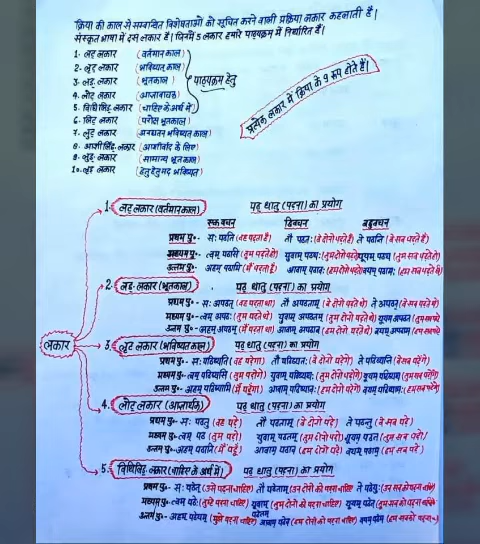 क्रिया की काल से सम्बन्धित विशेषताओं को सूचित करने वाली प्रक्रिया लकार कहलाती है।
संस्कृत भाषा में दस लकार है। जिनमें 5 लकार हमारे पाठ्यक्रम में निर्धारित हैं।
1. लट् लकार (वर्तमान काल)
2. लृट् लकार (भविष्यत् काल)
3. लङ् लकार (भूतकाल)
4. लोट् लकार (आज्ञावाचक)
5. विधिलिङ् लकार (चाहिए के अर्थ में)
पाठ्यक्रम हेतु
6. लिट् लकार (परोक्ष भूतकाल)
7. लुट् लकार (अनद्यतन भविष्यत् काल)
8. आशीर्लिङ् लकार (आशीर्वाद के लिए)
9. लुङ् लकार (सामान्य भूतकाल)
10. लृङ् लकार (हेतुहेतुमद् भविष्यत्)
प्रत्येक लकार में क्रिया के 9 रूप होते हैं।
लकार
1. लट् लकार (वर्तमान काल) पठ् धातु (पढ़ना) का प्रयोग
एकवचन द्विवचन बहुवचन
प्रथम पु०- सः पठति (वह पढ़ता है) तौ पठतः (वे दोनों पढ़ते हैं) ते पठन्ति (वे सब पढ़ते हैं)
मध्यम पु०- त्वम् पठसि (तुम पढ़ते हो) युवाम् पठथः (तुम दोनों पढ़ते हो) यूयम् पठथ (तुम सब पढ़ते हो)
उत्तम पु०- अहम् पठामि (मैं पढ़ता हूँ) आवाम् पठावः (हम दोनों पढ़ते हैं) वयम् पठामः (हम सब पढ़ते हैं)
2. लङ् लकार (भूतकाल) पठ् धातु (पढ़ना) का प्रयोग
प्रथम पु०- सः अपठत् (वह पढ़ता था) तौ अपठताम् (वे दोनों पढ़ते थे) ते अपठन् (वे सब पढ़ते थे)
मध्यम पु०- त्वम् अपठः (तुम पढ़ते थे) युवाम् अपठतम् (तुम दोनों पढ़ते थे) यूयम् अपठत (तुम सब पढ़ते थे)
उत्तम पु०- अहम् अपठम् (मैं पढ़ता था) आवाम् अपठाव (हम दोनों पढ़ते थे) वयम् अपठाम (हम सब पढ़ते थे)
3. लृट् लकार (भविष्यत् काल) पठ् धातु (पढ़ना) का प्रयोग
प्रथम पु०- सः पठिष्यति (वह पढ़ेगा) तौ पठिष्यतः (वे दोनों पढ़ेंगे) ते पठिष्यन्ति (वे सब पढ़ेंगे)
मध्यम पु०- त्वम् पठिष्यसि (तुम पढ़ोगे) युवाम् पठिष्यथः (तुम दोनों पढ़ोगे) यूयम् पठिष्यथ (तुम सब पढ़ोगे)
उत्तम पु०- अहम् पठिष्यामि (मैं पढूँगा) आवाम् पठिष्यावः (हम दोनों पढ़ेंगे) वयम् पठिष्यामः (हम सब पढ़ेंगे)
4. लोट् लकार (आज्ञार्थक) पठ् धातु (पढ़ना) का प्रयोग
प्रथम पु०- सः पठतु (वह पढ़े) तौ पठताम् (वे दोनों पढ़ें) ते पठन्तु (वे सब पढ़ें)
मध्यम पु०- त्वम् पठ (तुम पढ़ो) युवाम् पठतम् (तुम दोनों पढ़ो) यूयम् पठत (तुम सब पढ़ो)
उत्तम पु०- अहम् पठानि (मैं पढूँ) आवाम् पठाव (हम दोनों पढ़ें) वयम् पठाम (हम सब पढ़ें)
5. विधिलिङ् लकार (चाहिए के अर्थ में) पठ् धातु (पढ़ना) का प्रयोग
प्रथम पु०- सः पठेत् (उसे पढ़ना चाहिए) तौ पठेताम् (उन दोनों को पढ़ना चाहिए) ते पठेयुः (उन सब को पढ़ना चाहिए)
मध्यम पु०- त्वम् पठेः (तुम्हें पढ़ना चाहिए) युवाम् पठेतम् (तुम दोनों को पढ़ना चाहिए) यूयम् पठेत (तुम सब को पढ़ना चाहिए)
उत्तम पु०- अहम् पठेयम् (मुझे पढ़ना चाहिए) आवाम् पठेव (हम दोनों को पढ़ना चाहिए) वयम् पठेम (हम सब को पढ़ना चाहिए)